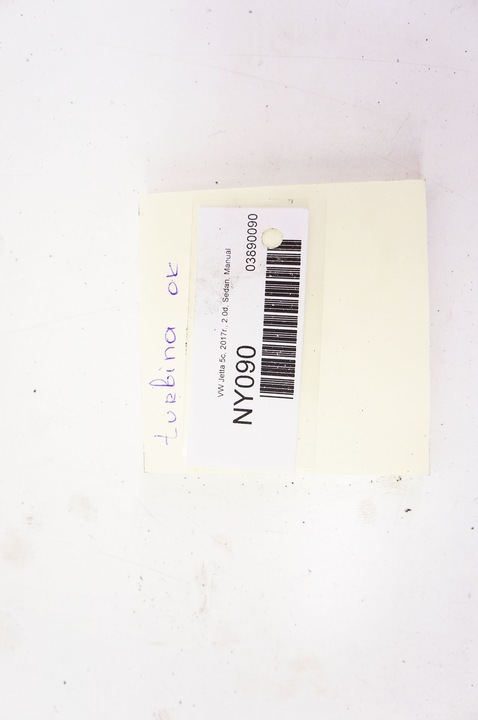 turbina ok
VW Jetta 5c, 2017r., 2.0d, Sedan, Manual
NY090
03890090